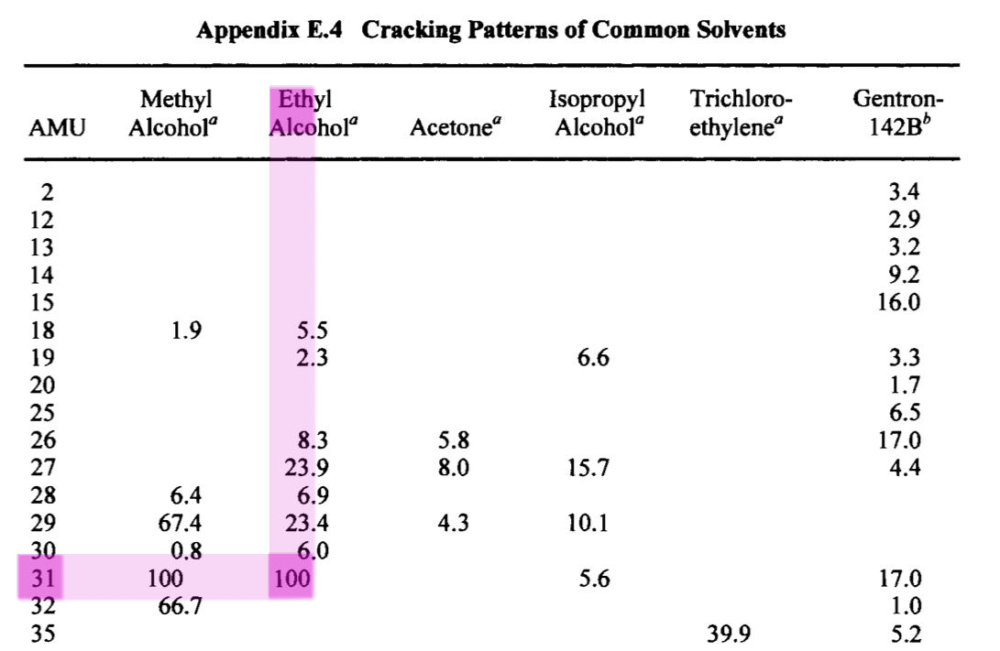 Appendix E.4 Cracking Patterns of Common Solvents
AMU Methyl Alcohol^a Ethyl Alcohol^a Acetone^a Isopropyl Alcohol^a Trichloro-ethylene^a Gentron-142B^b
2 3.4
12 2.9
13 3.2
14 9.2
15 16.0
18 1.9 5.5
19 2.3 6.6 3.3
20 1.7
25 6.5
26 8.3 5.8 17.0
27 23.9 8.0 15.7 4.4
28 6.4 6.9
29 67.4 23.4 4.3 10.1
30 0.8 6.0
31 100 100 5.6 17.0
32 66.7 1.0
35 39.9 5.2